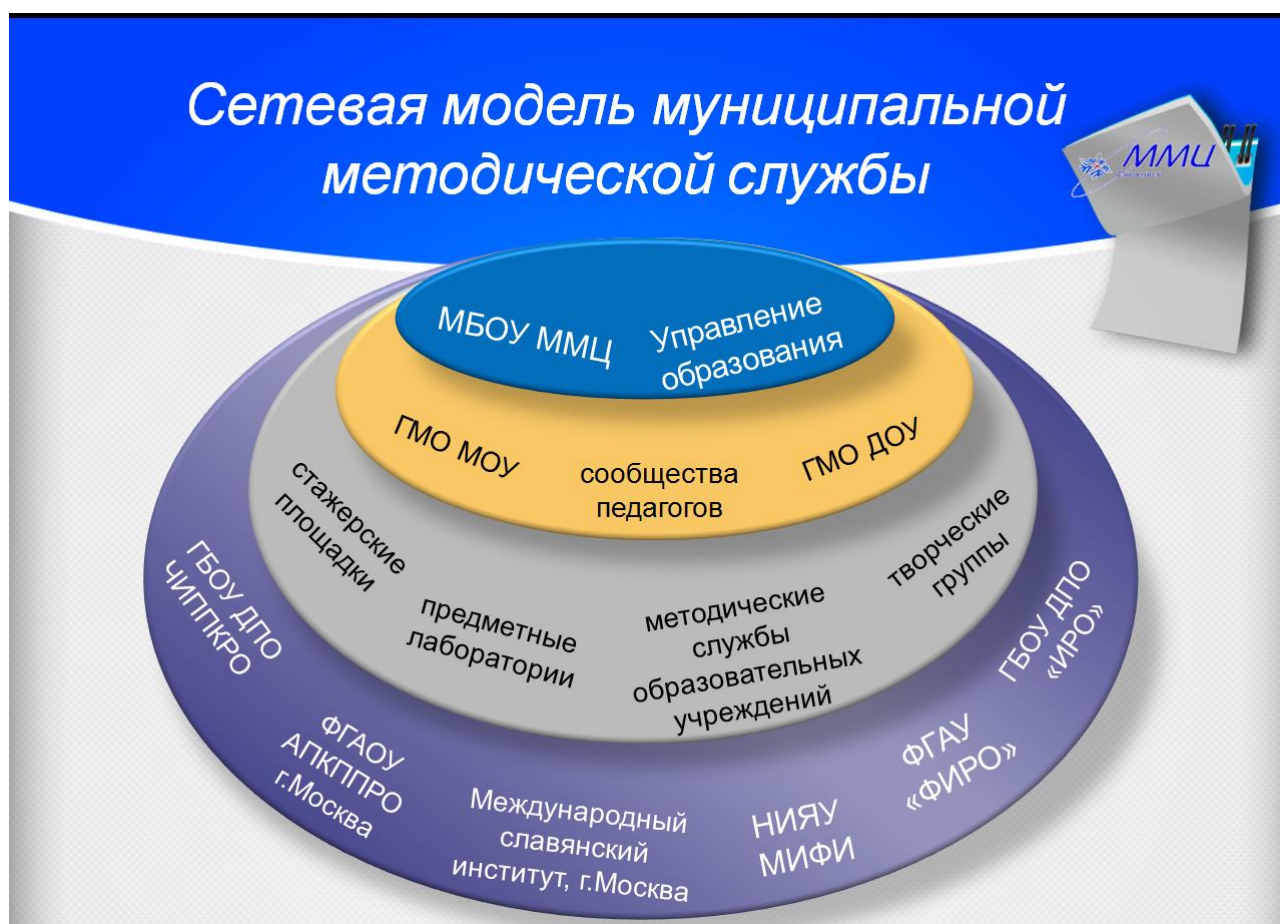 Сетевая модель муниципальной
методической службы
ММЦ
МБОУ ММЦ
Управление
образования
ГМО МОУ
сообщества
педагогов
ГМО ДОУ
стажерские
площадки
предметные
лаборатории
методические
службы
образовательных
учреждений
творческие
группы
ГБОУ ДПО
ЧИППКРО
ФГАОУ
АПКППРО
г.Москва
Международный
славянский
институт, г.Москва
НИЯУ
МИФИ
ФГАУ
«ФИРО»
ГБОУ ДПО
«ИРО»